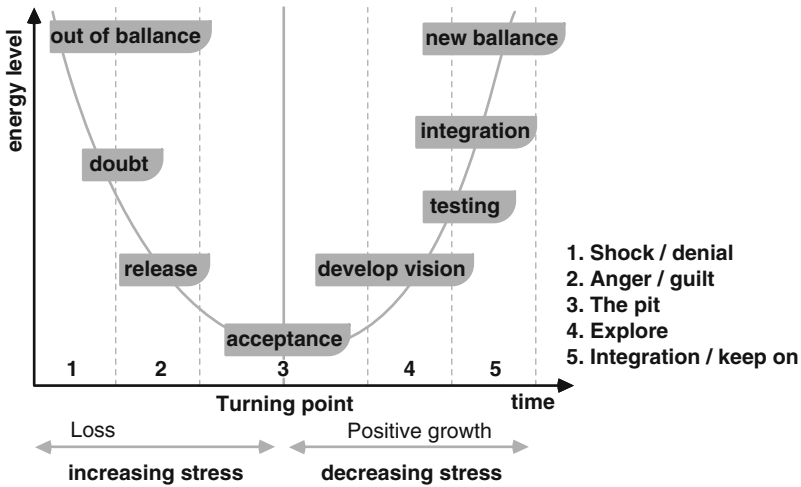 energy level
out of ballance
new ballance
integration
doubt
testing
release
develop vision
acceptance
1
2
3
4
5
1. Shock / denial
2. Anger / guilt
3. The pit
4. Explore
5. Integration / keep on
Turning point
time
Loss
Positive growth
increasing stress
decreasing stress